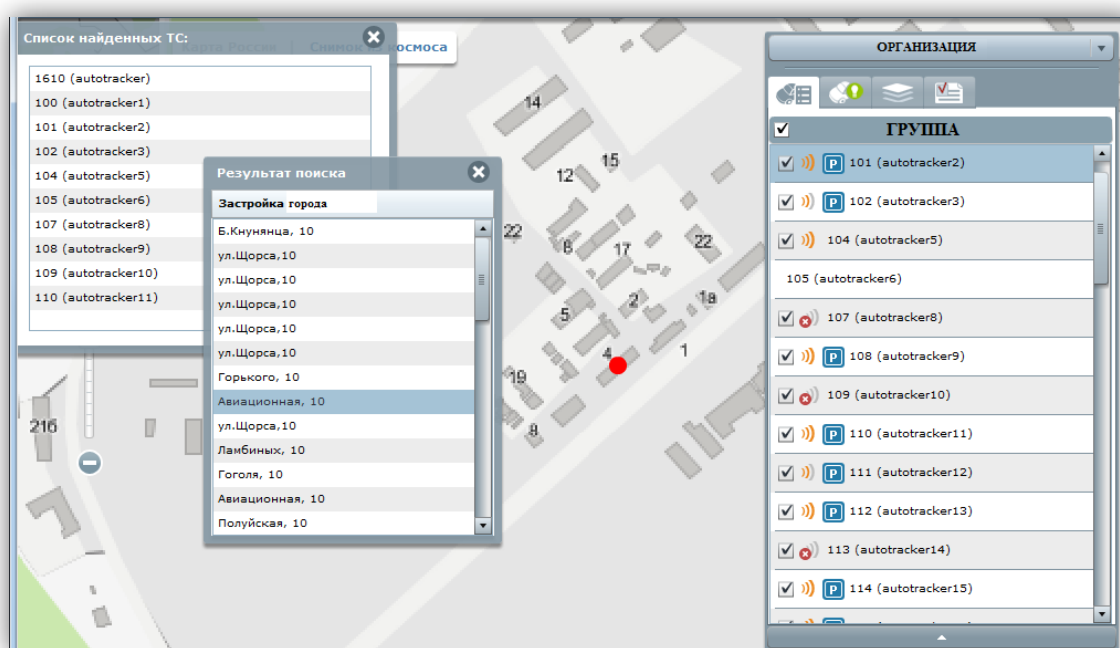 Список найденных ТС:
Карта России | Снимок из космоса
1610 (autotracker)
100 (autotracker1)
101 (autotracker2)
102 (autotracker3)
104 (autotracker5)
105 (autotracker6)
107 (autotracker8)
108 (autotracker9)
109 (autotracker10)
110 (autotracker11)
Результат поиска
Застройка города
Б.Кнунянца, 10
ул.Щорса,10
ул.Щорса,10
ул.Щорса,10
ул.Щорса,10
ул.Щорса,10
Горького, 10
Авиационная, 10
ул.Щорса,10
Ламбиных, 10
Гоголя, 10
Авиационная, 10
Полуйская, 10
14
15
12
22
8
17
22
2
1а
5
4
1
19
8
216
ОРГАНИЗАЦИЯ
ГРУППА
P 101 (autotracker2)
P 102 (autotracker3)
104 (autotracker5)
105 (autotracker6)
107 (autotracker8)
P 108 (autotracker9)
109 (autotracker10)
P 110 (autotracker11)
P 111 (autotracker12)
P 112 (autotracker13)
113 (autotracker14)
P 114 (autotracker15)